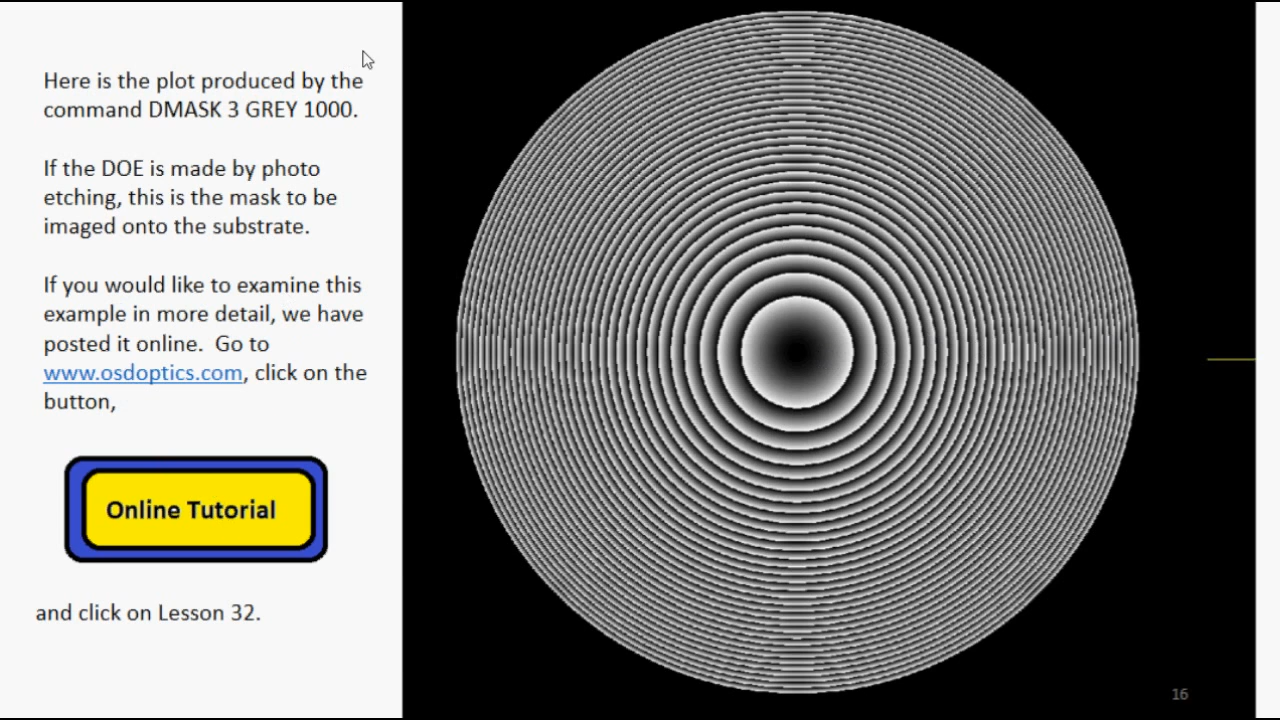 Here is the plot produced by the
command DMASK 3 GREY 1000.
If the DOE is made by photo
etching, this is the mask to be
imaged onto the substrate.
If you would like to examine this
example in more detail, we have
posted it online.  Go to
www.osdoptics.com, click on the
button,
Online Tutorial
and click on Lesson 32.
16